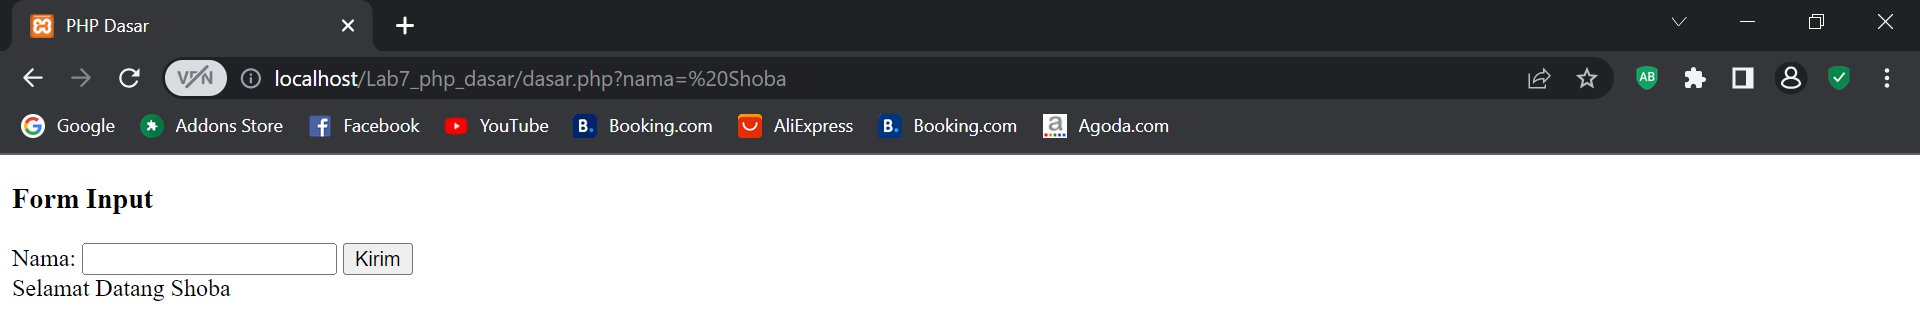 PHP Dasar
VPN localhost/Lab7_php_dasar/dasar.php?nama=%20Shoba AB
Google Addons Store Facebook YouTube B. Booking.com AliExpress B. Booking.com a Agoda.com
Form Input
Nama: Kirim
Selamat Datang Shoba